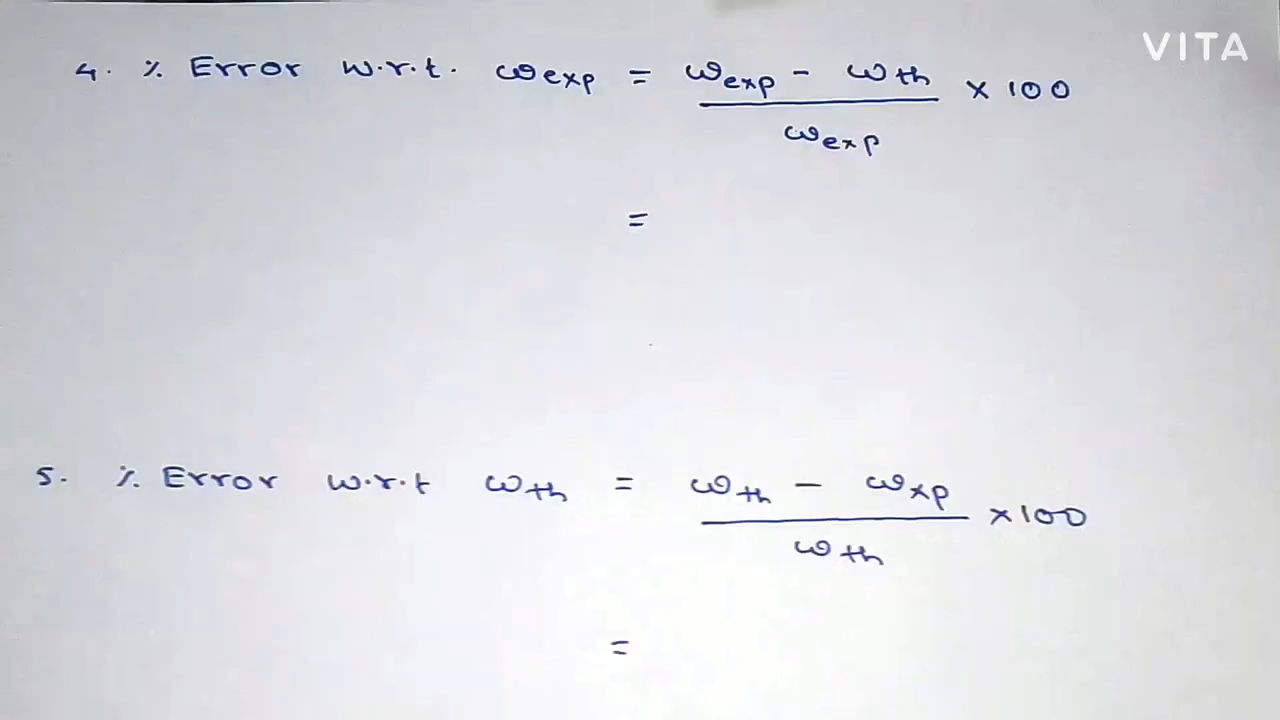 VITA
4. % Error w.r.t. ωexp = ωexp - ωth × 100
ωexp
=
5. % Error w.r.t ωth = ωth - ωxp ×100
ωth
=